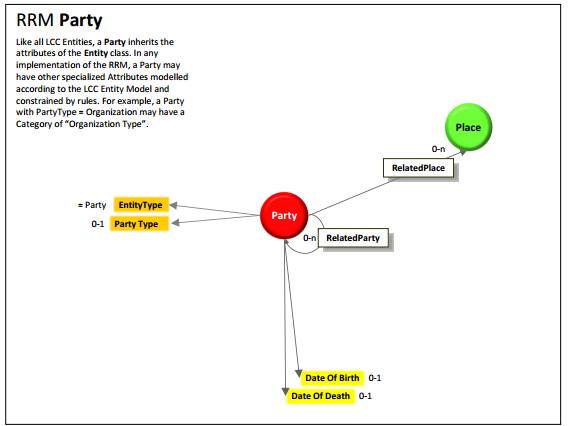 RRM Party
Like all LCC Entities, a Party inherits the
attributes of the Entity class. In any
implementation of the RRM, a Party may
have other specialized Attributes modelled
according to the LCC Entity Model and
constrained by rules. For example, a Party
with PartyType = Organization may have a
Category of “Organization Type”.
Place
0-n
RelatedPlace
= Party EntityType
0-1 Party Type
Party
0-n RelatedParty
Date Of Birth 0-1
Date Of Death 0-1